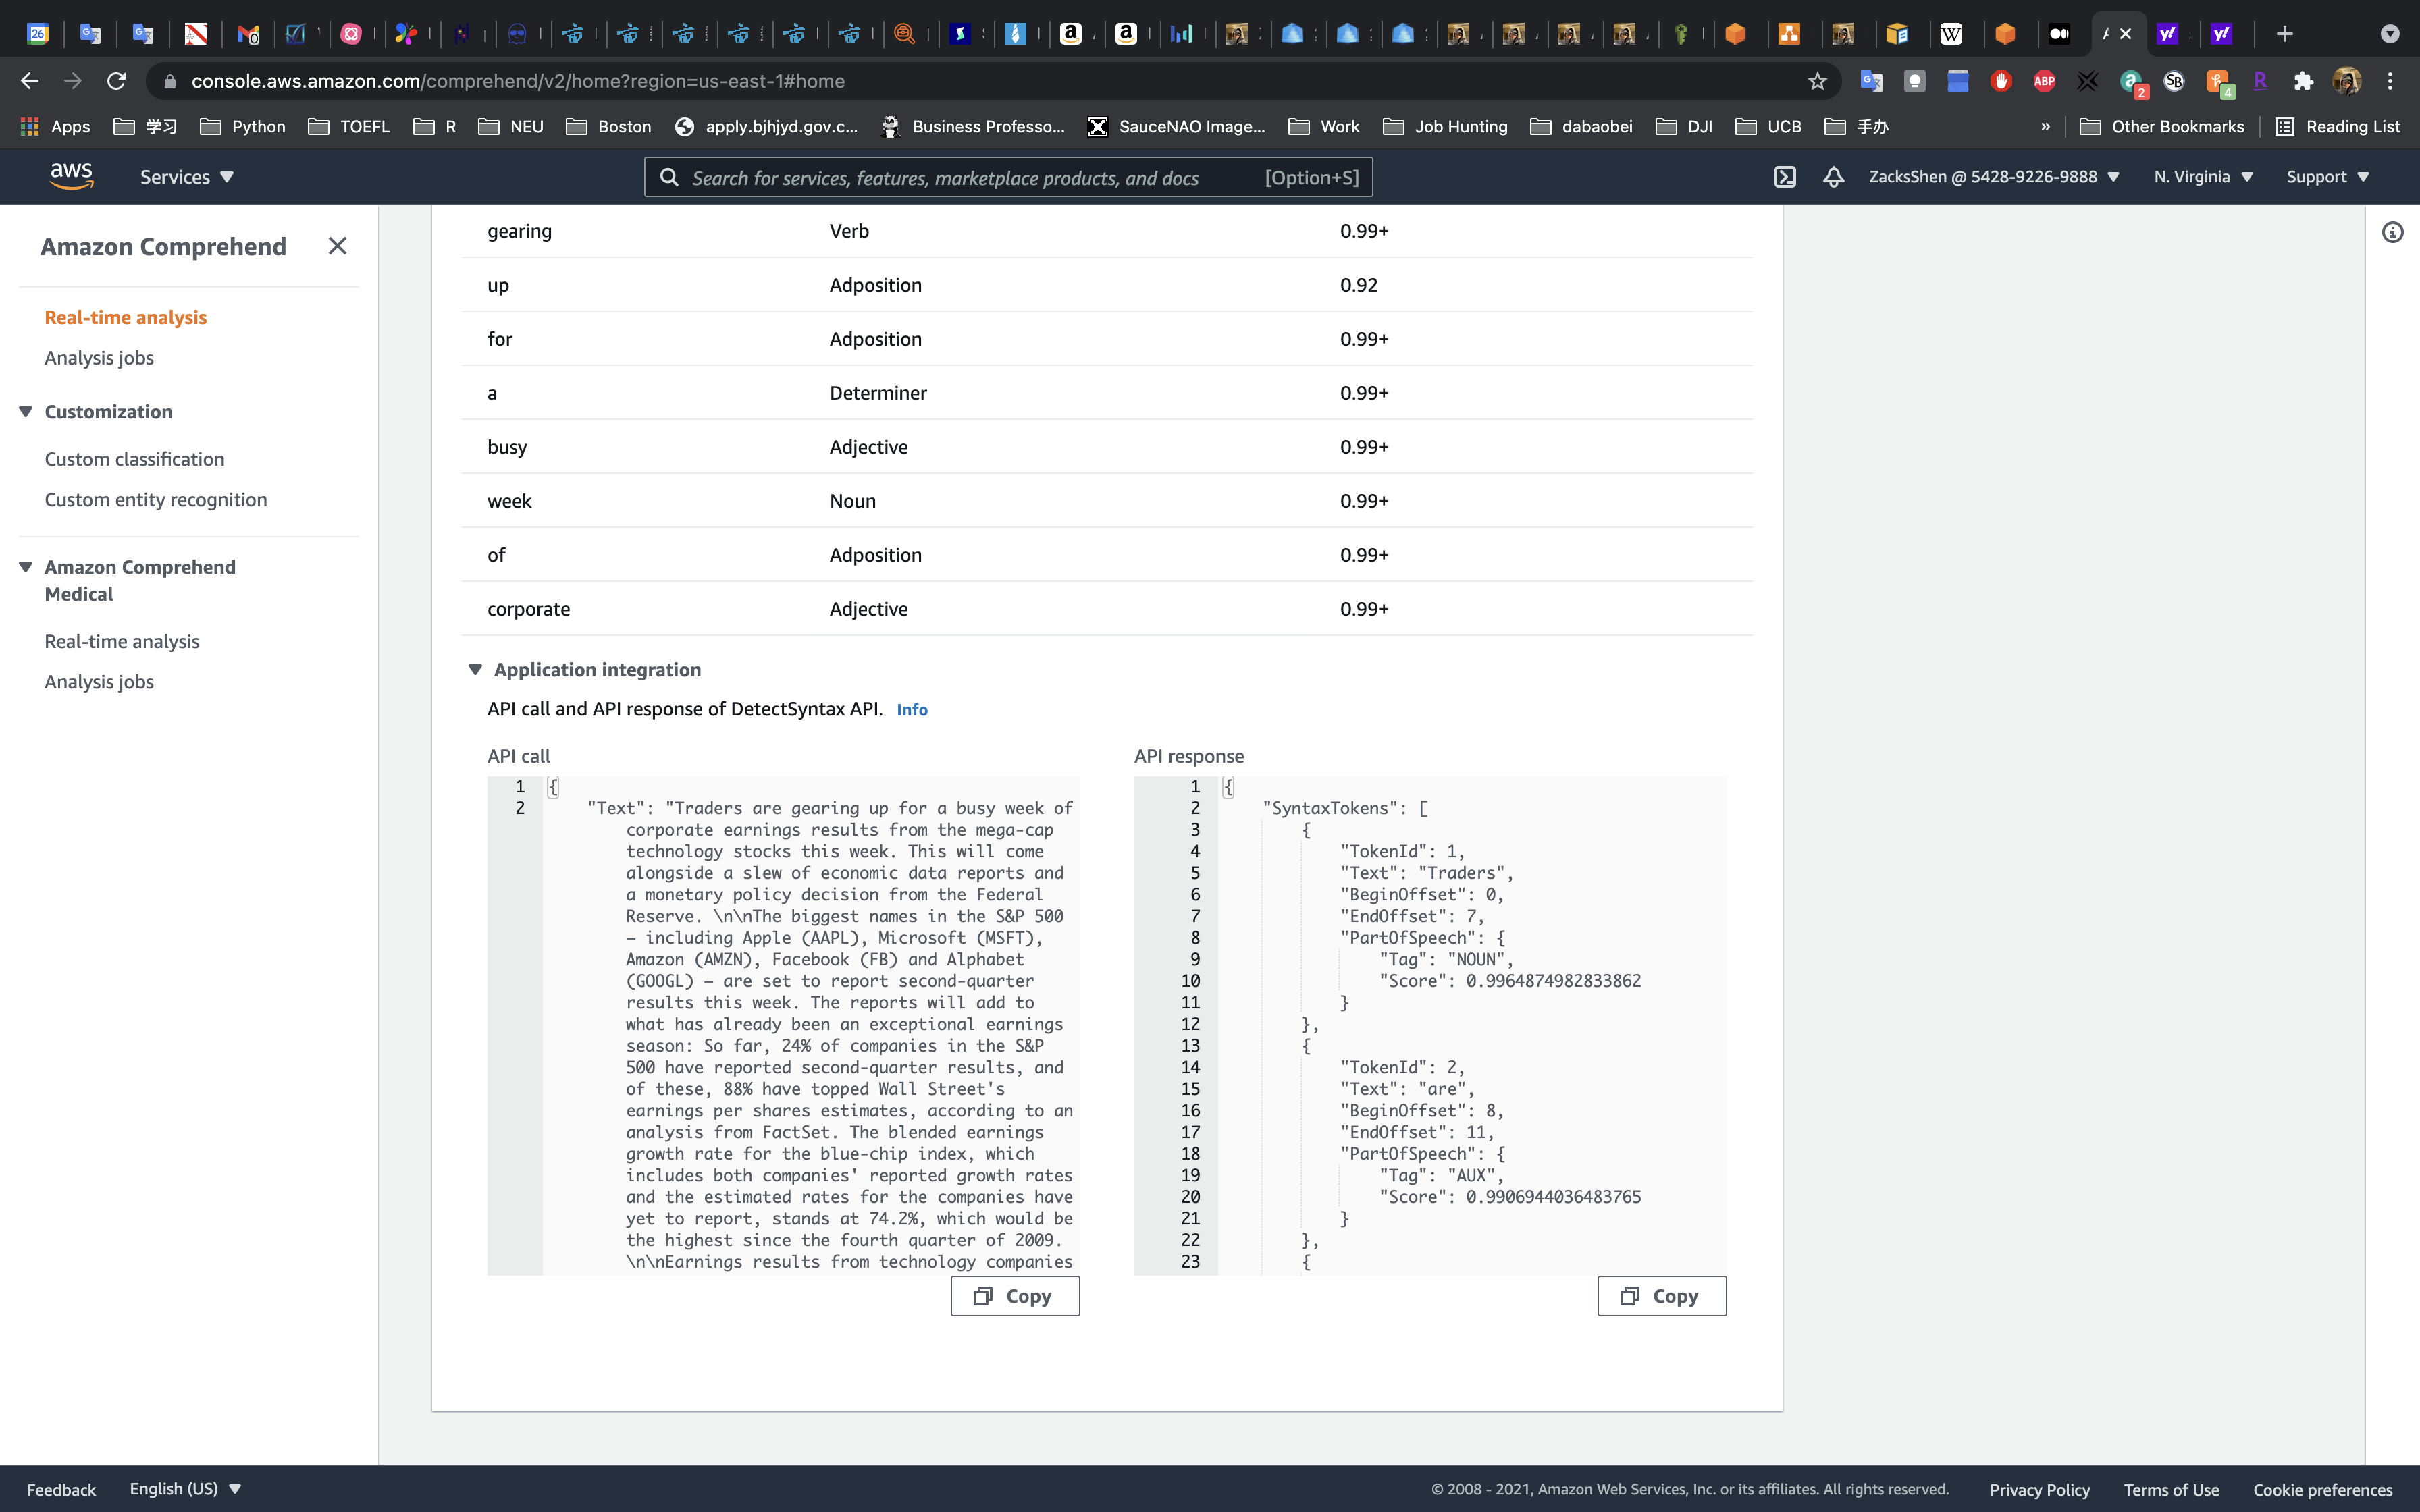 console.aws.amazon.com/comprehend/v2/home?region=us-east-1#home
ABP
2
SB
4
R
Apps
学习
Python
TOEFL
R
NEU
Boston
apply.bjhjyd.gov.c...
Business Professo...
SauceNAO Image...
Work
Job Hunting
dabaobei
DJI
UCB
手办
»
Other Bookmarks
Reading List
aws
Services
Search for services, features, marketplace products, and docs
[Option+S]
ZacksShen @ 5428-9226-9888
N. Virginia
Support
Amazon Comprehend
Real-time analysis
Analysis jobs
Customization
Custom classification
Custom entity recognition
Amazon Comprehend
Medical
Real-time analysis
Analysis jobs
gearing Verb 0.99+
up Adposition 0.92
for Adposition 0.99+
a Determiner 0.99+
busy Adjective 0.99+
week Noun 0.99+
of Adposition 0.99+
corporate Adjective 0.99+
Application integration
API call and API response of DetectSyntax API. Info
API call
1 {
2 "Text": "Traders are gearing up for a busy week of
corporate earnings results from the mega-cap
technology stocks this week. This will come
alongside a slew of economic data reports and
a monetary policy decision from the Federal
Reserve. \n\nThe biggest names in the S&P 500
— including Apple (AAPL), Microsoft (MSFT),
Amazon (AMZN), Facebook (FB) and Alphabet
(GOOGL) — are set to report second-quarter
results this week. The reports will add to
what has already been an exceptional earnings
season: So far, 24% of companies in the S&P
500 have reported second-quarter results, and
of these, 88% have topped Wall Street's
earnings per shares estimates, according to an
analysis from FactSet. The blended earnings
growth rate for the blue-chip index, which
includes both companies' reported growth rates
and the estimated rates for the companies have
yet to report, stands at 74.2%, which would be
the highest since the fourth quarter of 2009.
\n\nEarnings results from technology companies
Copy
API response
1 {
2 "SyntaxTokens": [
3 {
4 "TokenId": 1,
5 "Text": "Traders",
6 "BeginOffset": 0,
7 "EndOffset": 7,
8 "PartOfSpeech": {
9 "Tag": "NOUN",
10 "Score": 0.9964874982833862
11 }
12 },
13 {
14 "TokenId": 2,
15 "Text": "are",
16 "BeginOffset": 8,
17 "EndOffset": 11,
18 "PartOfSpeech": {
19 "Tag": "AUX",
20 "Score": 0.9906944036483765
21 }
22 },
23 {
Copy
Feedback
English (US)
© 2008 - 2021, Amazon Web Services, Inc. or its affiliates. All rights reserved.
Privacy Policy
Terms of Use
Cookie preferences